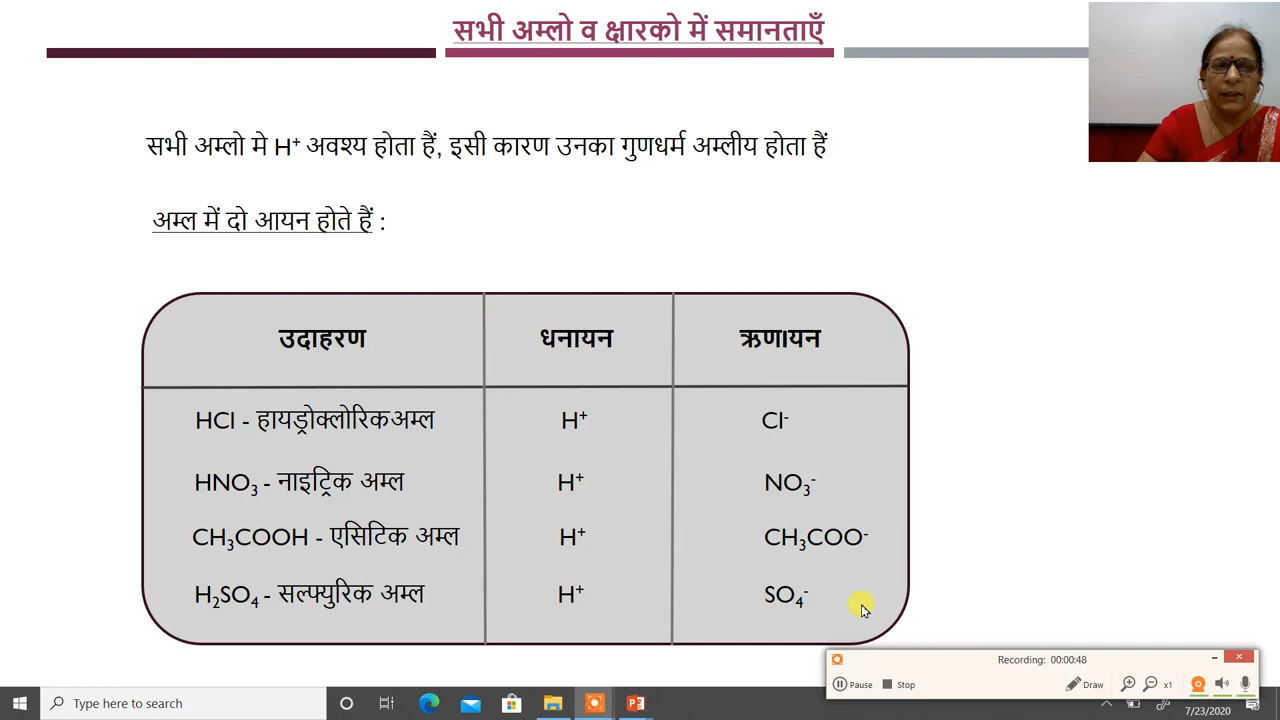 सभी अम्लो व क्षारको में समानताएँ
सभी अम्लो मे H⁺ अवश्य होता हैं, इसी कारण उनका गुणधर्म अम्लीय होता हैं
अम्ल में दो आयन होते हैं :
उदाहरण धनायन ऋणायन
HCl - हायड्रोक्लोरिकअम्ल H⁺ Cl⁻
HNO₃ - नाइट्रिक अम्ल H⁺ NO₃⁻
CH₃COOH - एसिटिक अम्ल H⁺ CH₃COO⁻
H₂SO₄ - सल्फ्युरिक अम्ल H⁺ SO₄⁻
Recording: 00:00:48
Pause Stop Draw x1
Type here to search
7/23/2020